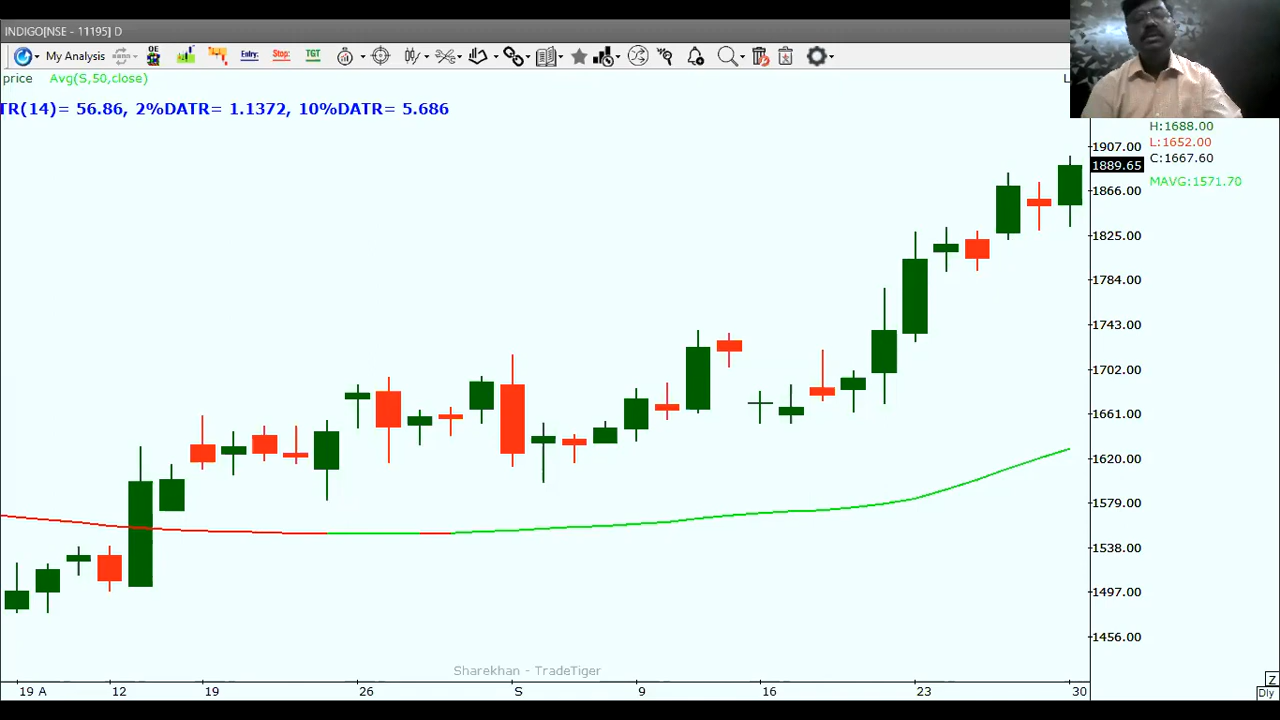 INDIGO[NSE - 11195] D
My Analysis
OE
Entry:
Stop:
TGT
price Avg(S,50,close)
TR(14)= 56.86, 2%DATR= 1.1372, 10%DATR= 5.686
H:1688.00
L:1652.00
C:1667.60
MAVG:1571.70
1907.00
1889.65
1866.00
1825.00
1784.00
1743.00
1702.00
1661.00
1620.00
1579.00
1538.00
1497.00
1456.00
Sharekhan - TradeTiger
19 A 12 19 26 S 9 16 23 30
Z
Dly